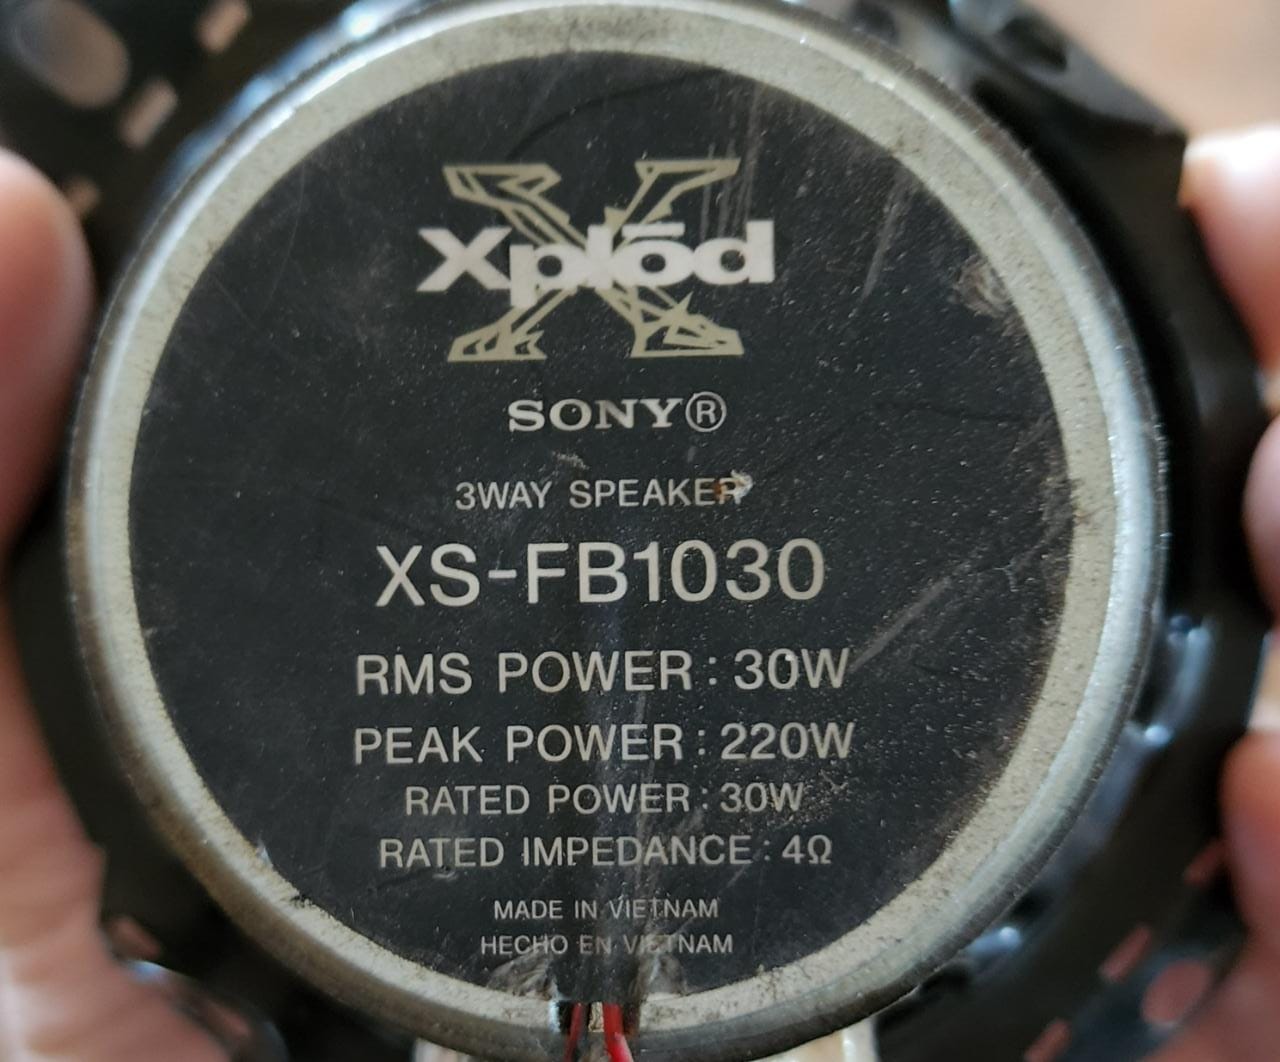 Xplōd
SONY®
3WAY SPEAKER
XS-FB1030
RMS POWER : 30W
PEAK POWER : 220W
RATED POWER : 30W
RATED IMPEDANCE : 4Ω
MADE IN VIETNAM
HECHO EN VIETNAM